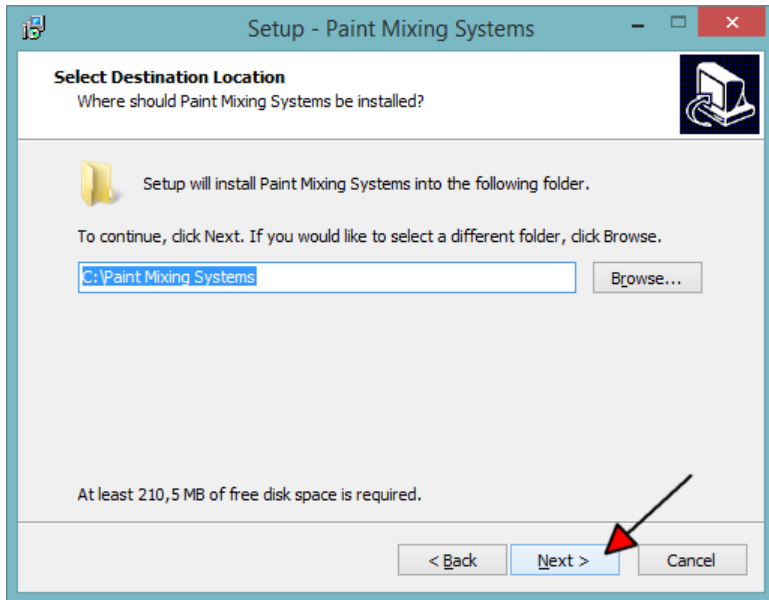 Setup - Paint Mixing Systems
Select Destination Location
Where should Paint Mixing Systems be installed?
Setup will install Paint Mixing Systems into the following folder.
To continue, click Next. If you would like to select a different folder, click Browse.
C:\Paint Mixing Systems
Browse...
At least 210,5 MB of free disk space is required.
< Back
Next >
Cancel